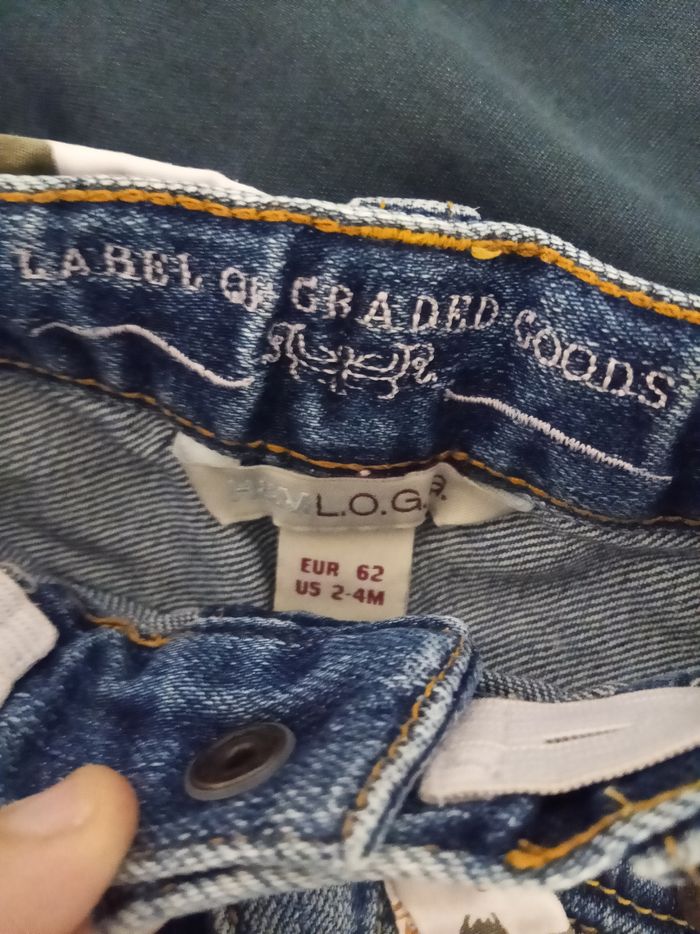 LABEL OF GRADED GOODS
H&M L.O.G.G.
EUR 62
US 2-4M